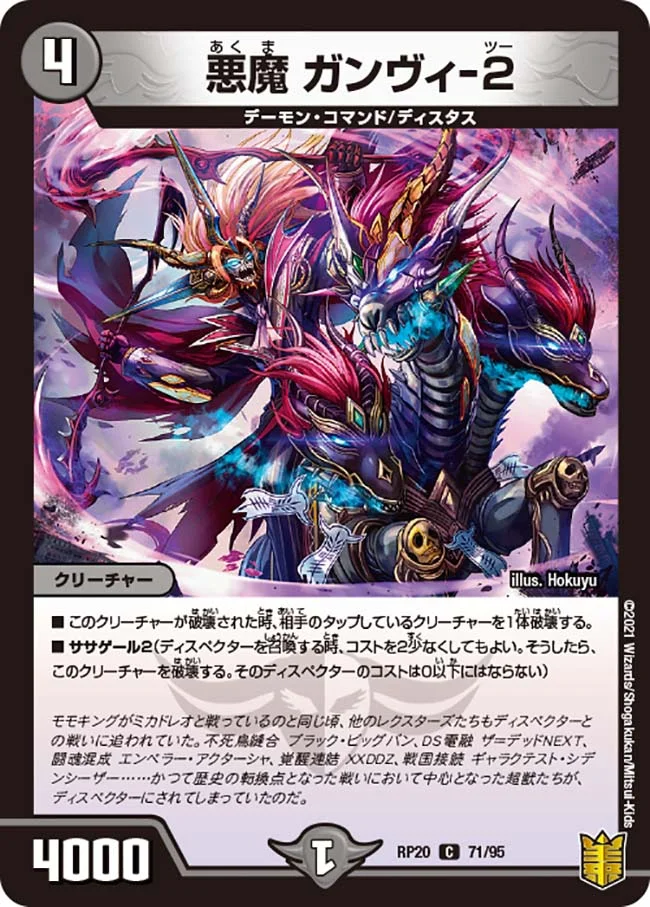 4
あくま ツー
悪魔 ガンヴィ-2
デーモン・コマンド/ディスタス
クリーチャー
illus. Hokuyu
■ このクリーチャーが破壊された時、相手のタップしているクリーチャーを1体破壊する。
■ ササゲール2(ディスペクターを召喚する時、コストを2少なくしてもよい。そうしたら、
このクリーチャーを破壊する。そのディスペクターのコストは0以下にはならない)
モモキングがミカドレオと戦っているのと同じ頃、他のレクスターズたちもディスペクターと
の戦いに追われていた。不死鳥縫合 ブラック・ビッグバン、DS電融 ザ=デッドNEXT、
闘魂混成 エンペラー・アクターシャ、覚醒連結 XXDDZ、戦国接続 ギャラクテスト・シデ
ンシーザー……かつて歴史の転換点となった戦いにおいて中心となった超獣たちが、
ディスペクターにされてしまっていたのだ。
©2021 Wizards/Shogakukan/Mitsui-Kids
4000
1
RP20 C 71/95